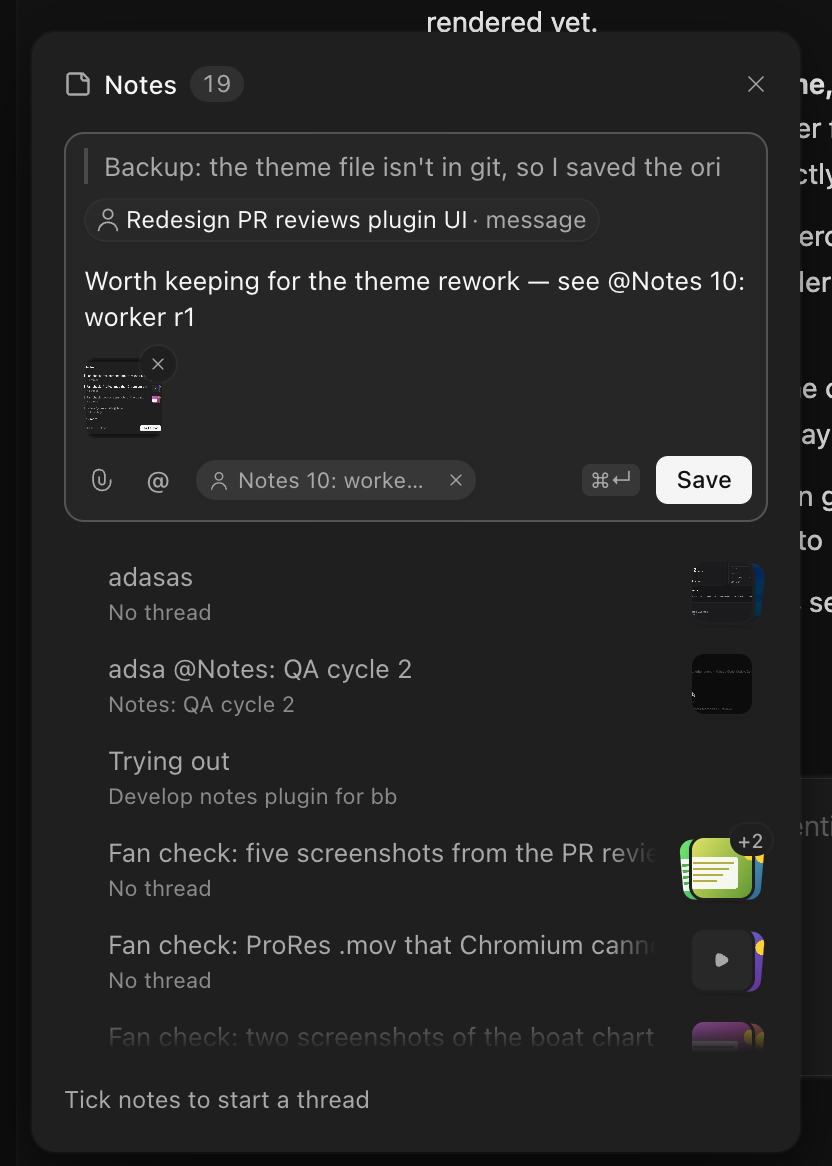 rendered vet.
Notes 19
Backup: the theme file isn't in git, so I saved the ori
Redesign PR reviews plugin UI · message
Worth keeping for the theme rework — see @Notes 10:
worker r1
@ Notes 10: worke... ⌘↵ Save
adasas
No thread
adsa @Notes: QA cycle 2
Notes: QA cycle 2
Trying out
Develop notes plugin for bb
+2
Fan check: five screenshots from the PR revie
No thread
Fan check: ProRes .mov that Chromium canno
No thread
Fan check: two screenshots of the boat chart
Tick notes to start a thread